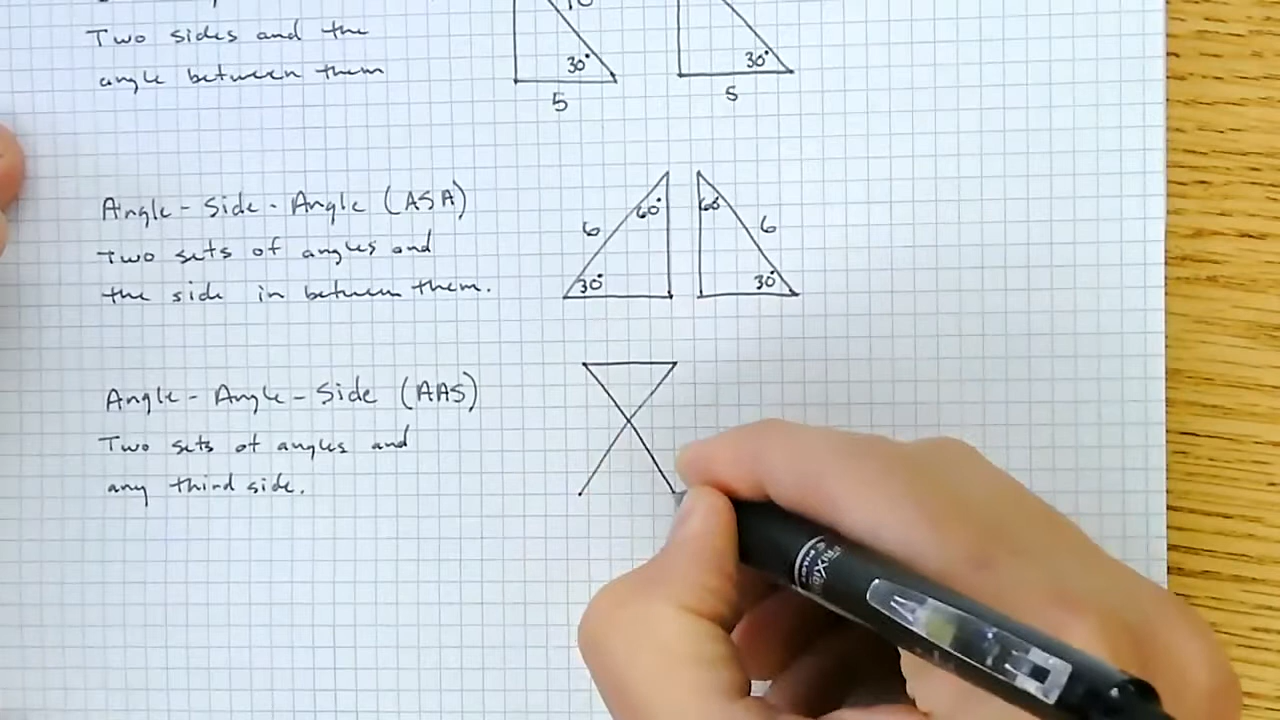 Two sides and the
angle between them
30°
30°
5
5
Angle - Side - Angle (ASA)
Two sets of angles and
the side in between them.
6
60°
60°
6
30°
30°
Angle - Angle - Side (AAS)
Two sets of angles and
any third side.